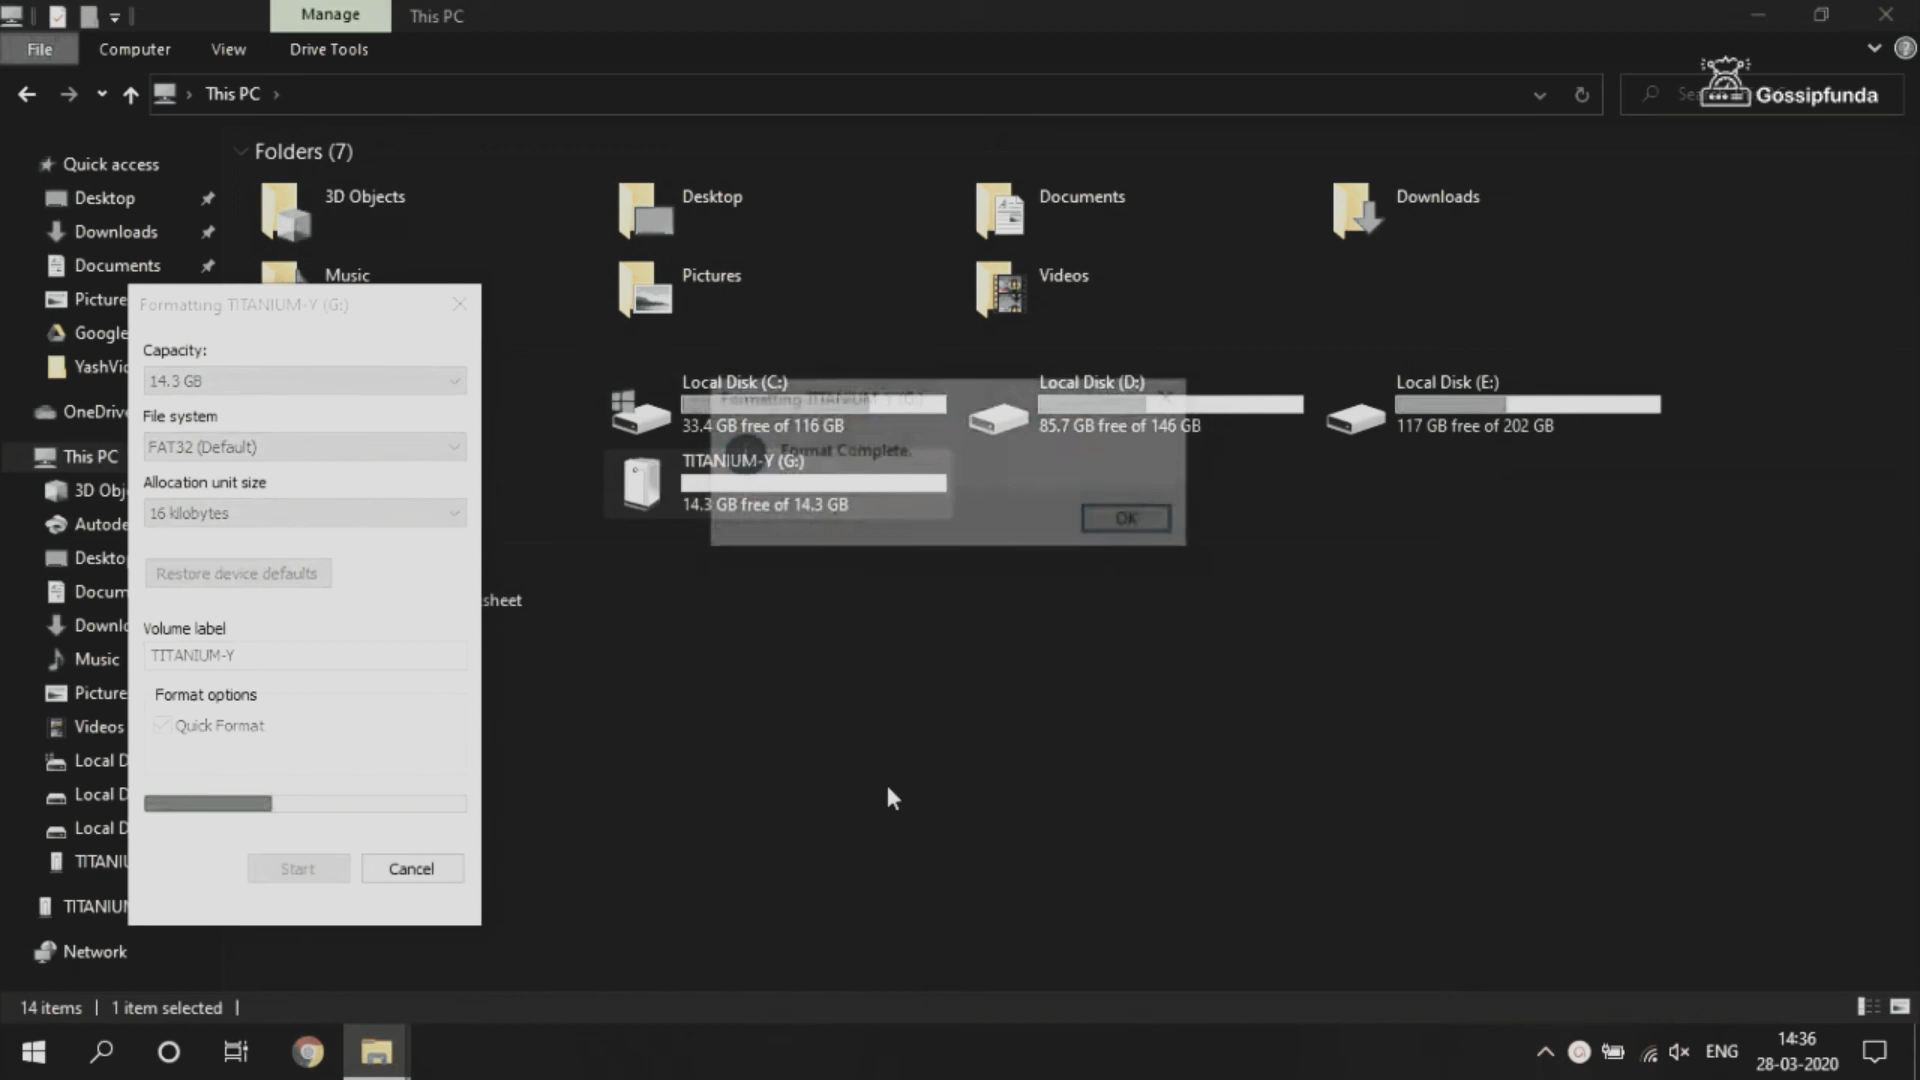 Manage
This PC
File
Computer
View
Drive Tools
This PC
Gossipfunda
Quick access
Desktop
Downloads
Documents
Picture
Google
YashVi
OneDrive
This PC
3D Obj
Autode
Deskto
Docum
Downlo
Music
Picture
Videos
Local D
Local D
Local D
TITANIU
TITANIU
Network
Folders (7)
3D Objects
Desktop
Documents
Downloads
Music
Pictures
Videos
Local Disk (C:)
33.4 GB free of 116 GB
Local Disk (D:)
85.7 GB free of 146 GB
Local Disk (E:)
117 GB free of 202 GB
TITANIUM-Y (G:)
14.3 GB free of 14.3 GB
sheet
Formatting TITANIUM-Y (G:)
Format Complete.
OK
Formatting TITANIUM-Y (G:)
Capacity:
14.3 GB
File system
FAT32 (Default)
Allocation unit size
16 kilobytes
Restore device defaults
Volume label
TITANIUM-Y
Format options
Quick Format
Start
Cancel
14 items
1 item selected
ENG
14:36
28-03-2020